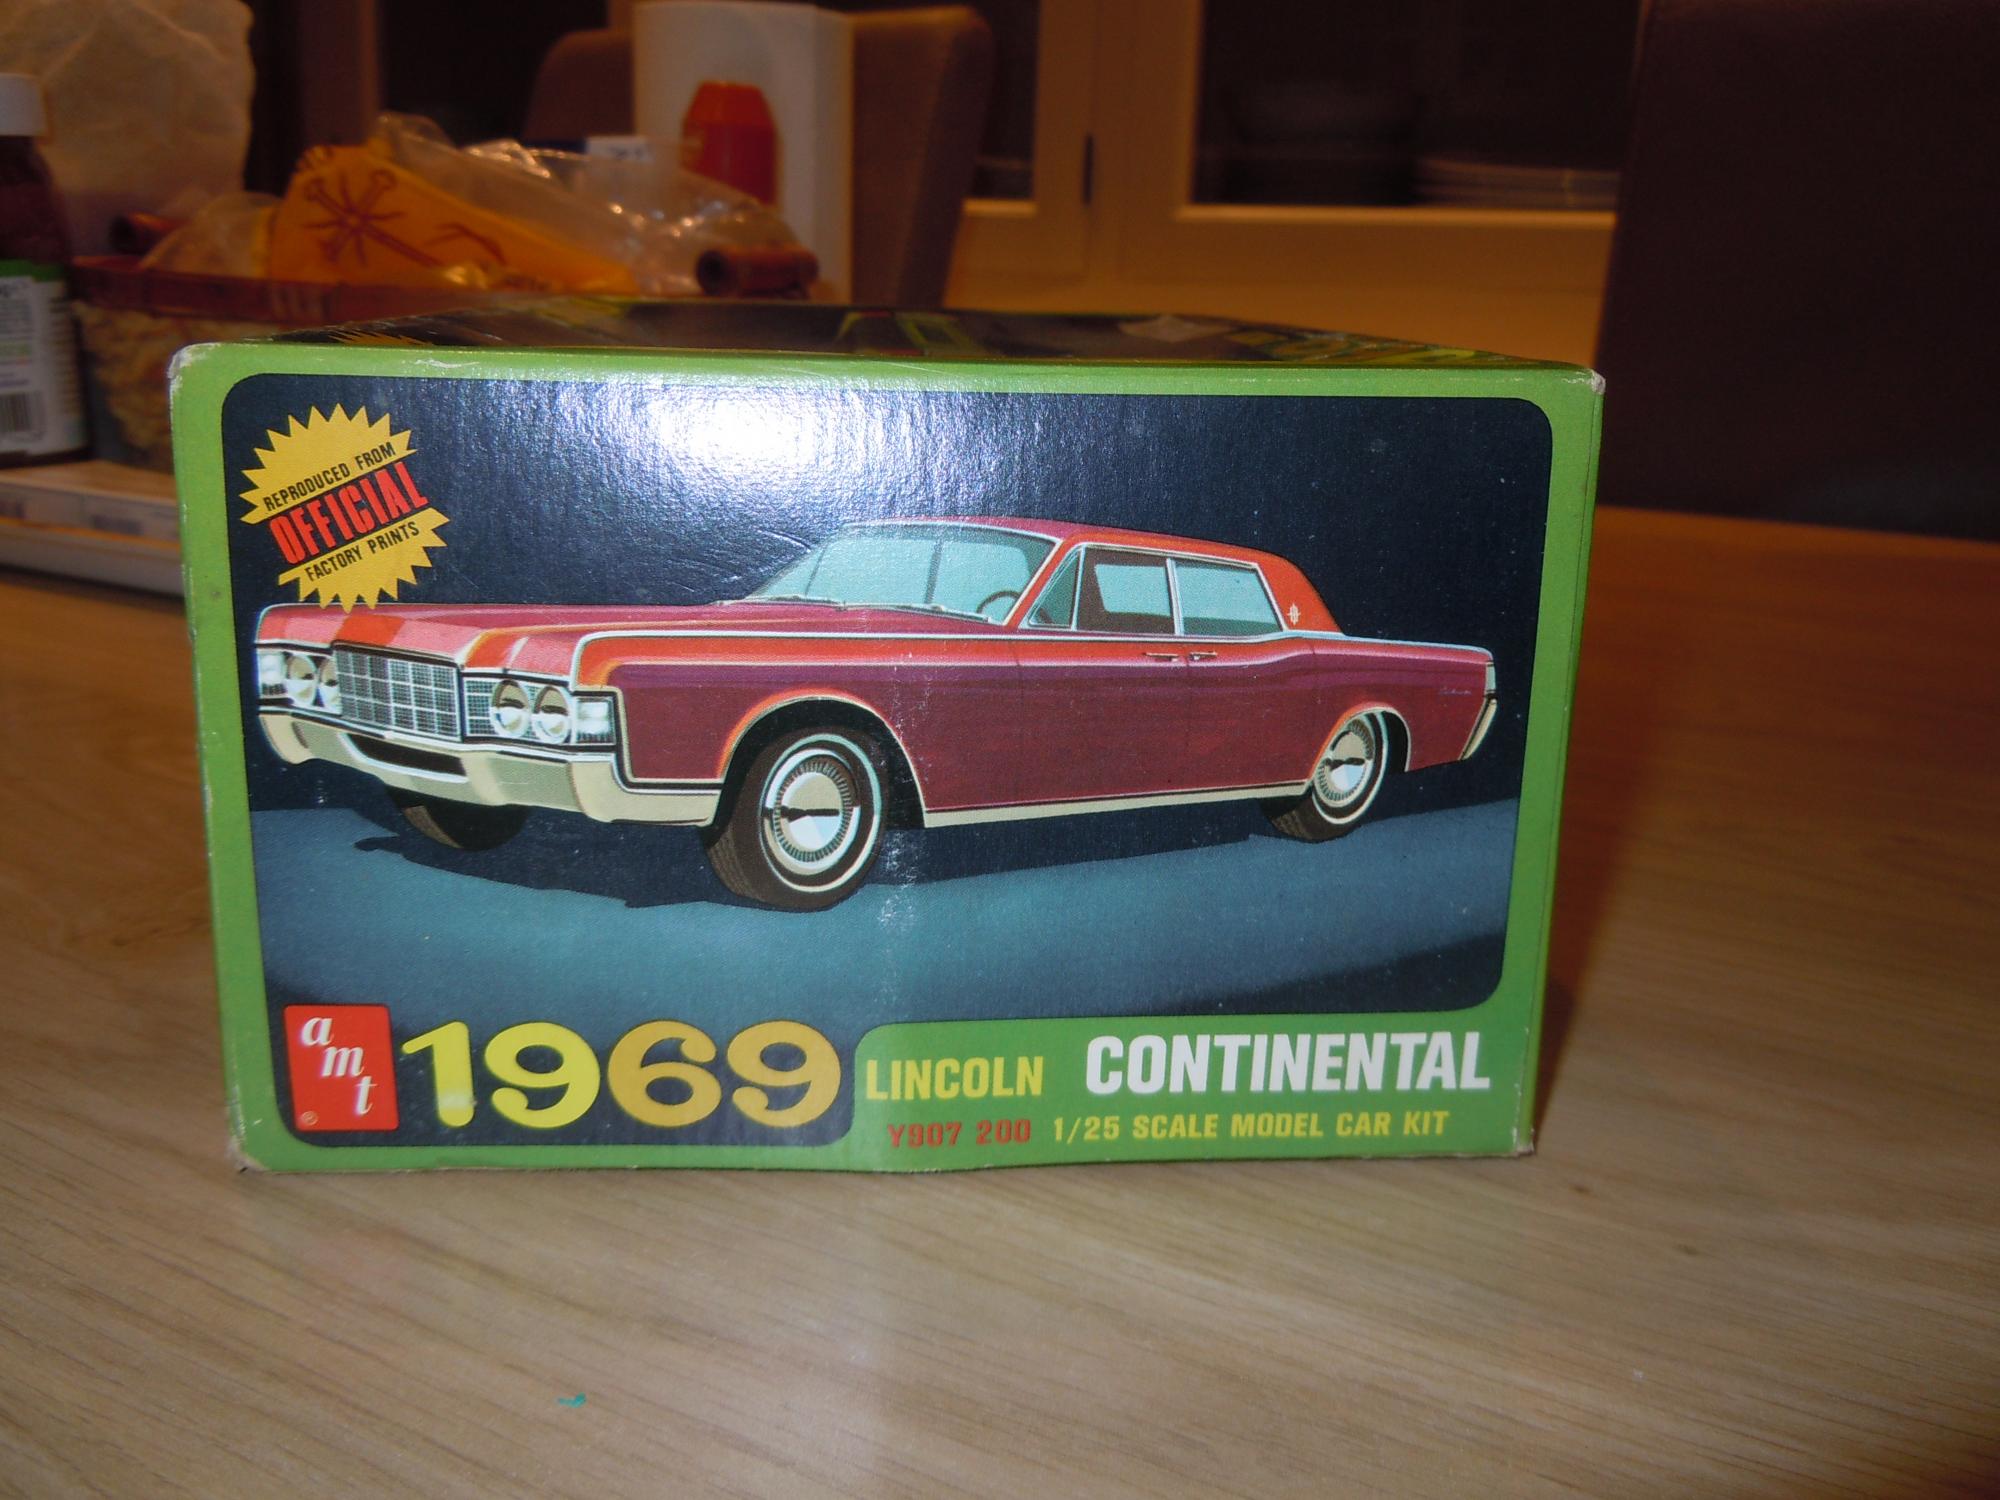 REPRODUCED FROM
OFFICIAL
FACTORY PRINTS
amt
®
1969
LINCOLN CONTINENTAL
Y907 200 1/25 SCALE MODEL CAR KIT